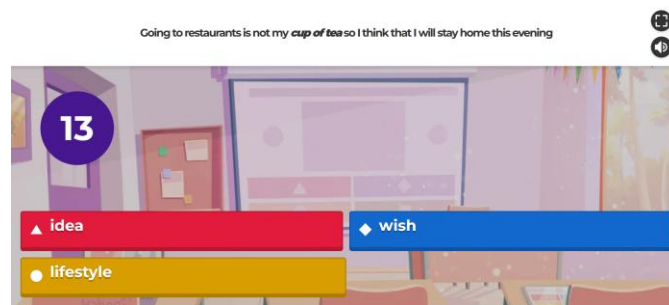 Going to restaurants is not my cup of tea so I think that I will stay home this evening
13
idea
wish
lifestyle